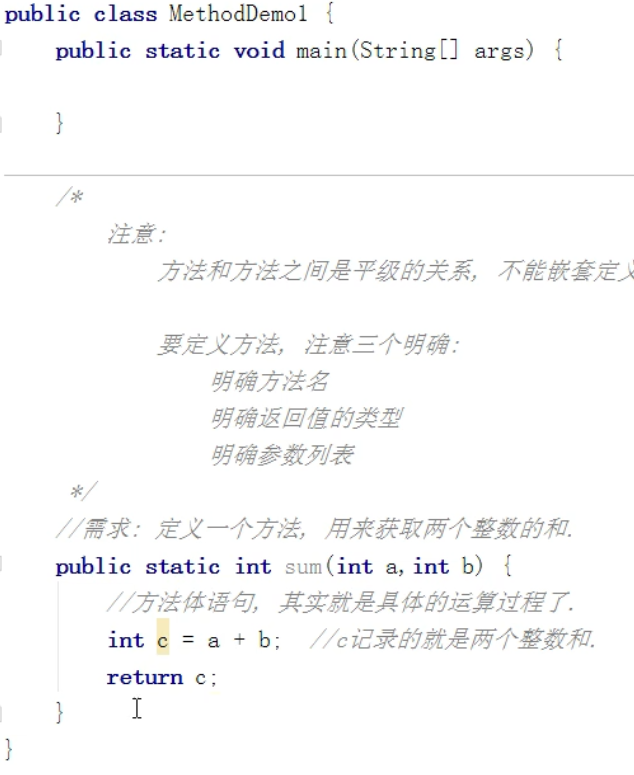 public class MethodDemo1 {
public static void main(String[] args) {
}
/*
注意:
方法和方法之间是平级的关系, 不能嵌套定义
要定义方法, 注意三个明确:
明确方法名
明确返回值的类型
明确参数列表
*/
//需求: 定义一个方法, 用来获取两个整数的和.
public static int sum(int a,int b) {
//方法体语句, 其实就是具体的运算过程了.
int c = a + b; //c记录的就是两个整数和.
return c;
}
}